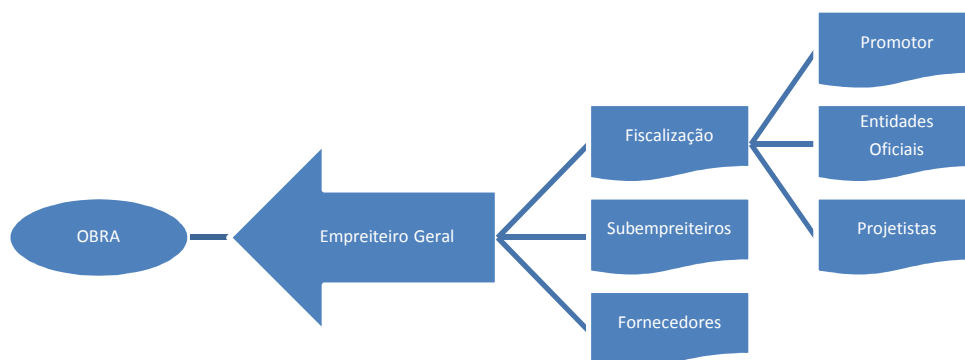 OBRA
Empreiteiro Geral
Fiscalização
Subempreiteiros
Fornecedores
Promotor
Entidades
Oficiais
Projetistas